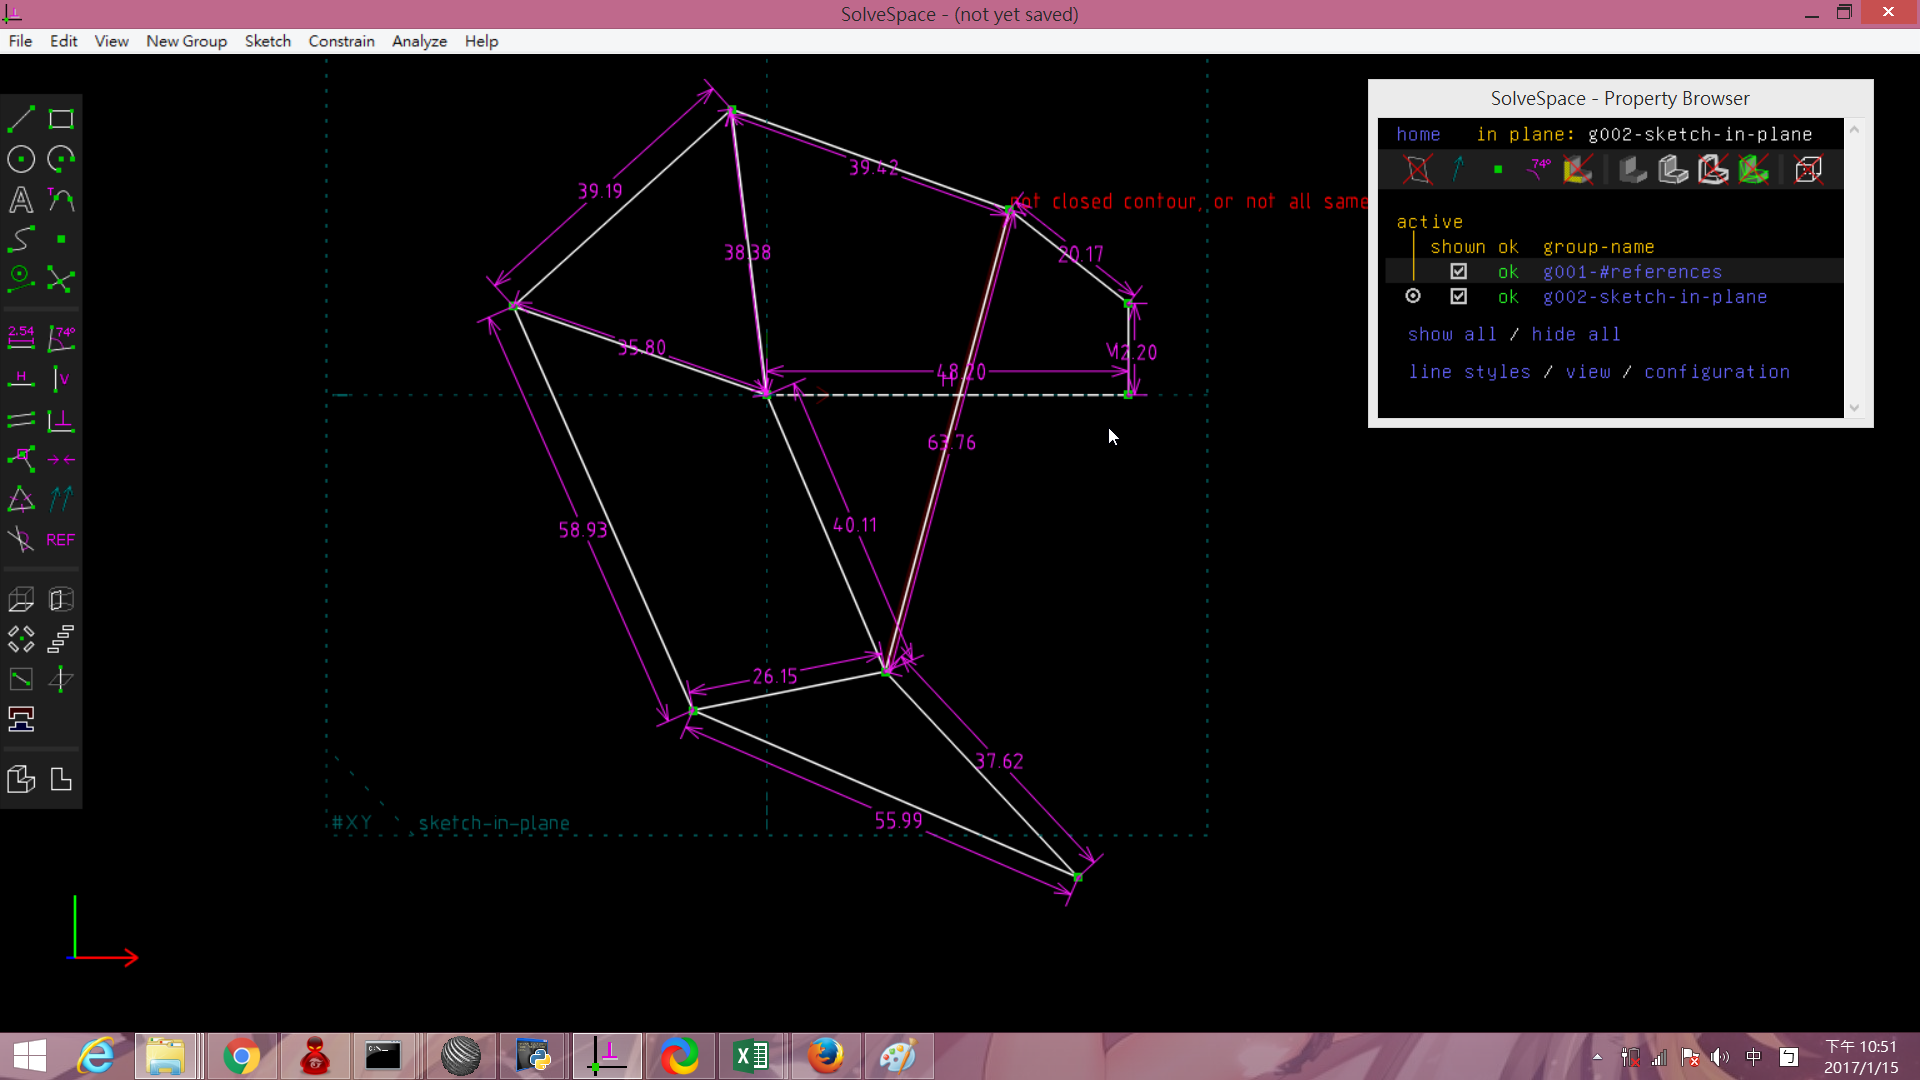 SolveSpace - (not yet saved)
File Edit View New Group Sketch Constrain Analyze Help
SolveSpace - Property Browser
home in plane: g002-sketch-in-plane
74º
active
shown ok group-name
ok g001-#references
ok g002-sketch-in-plane
show all / hide all
line styles / view / configuration
not closed contour, or not all same
39.42
39.19
38.38
20.17
35.80
12.20
48.20
H
63.76
40.11
58.93
26.15
37.62
55.99
#XY
sketch-in-plane
A
T
2.54
74º
H
V
REF
中
下午 10:51
2017/1/15